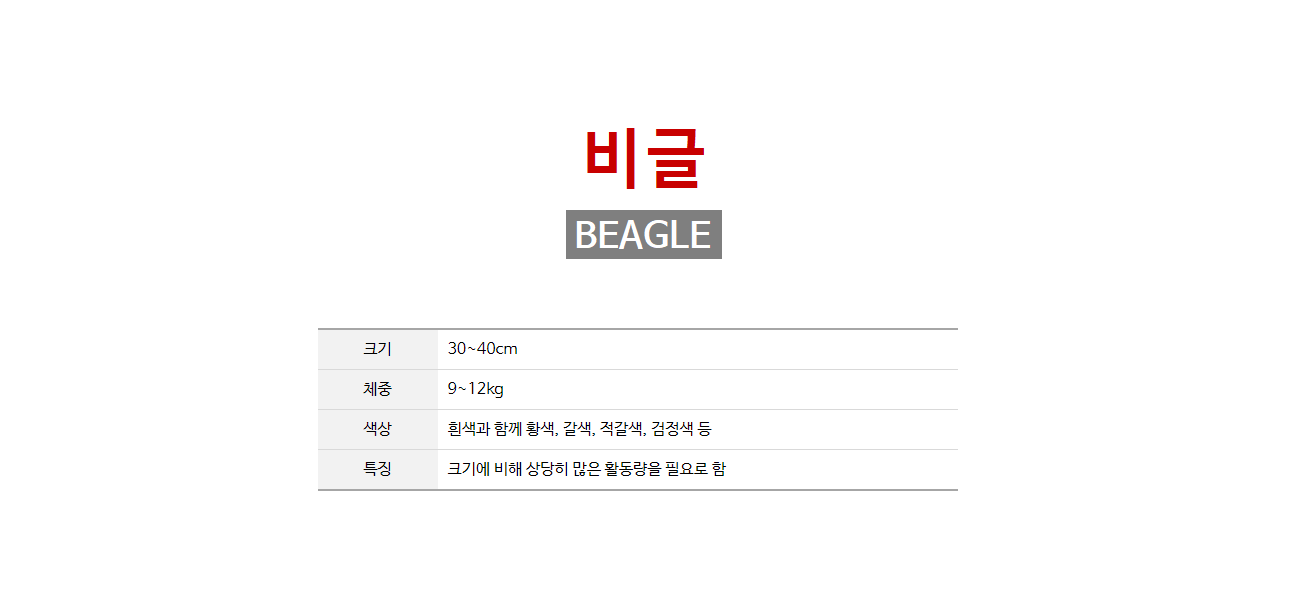 비글
BEAGLE
크기 30~40cm
체중 9~12kg
색상 흰색과 함께 황색, 갈색, 적갈색, 검정색 등
특징 크기에 비해 상당히 많은 활동량을 필요로 함